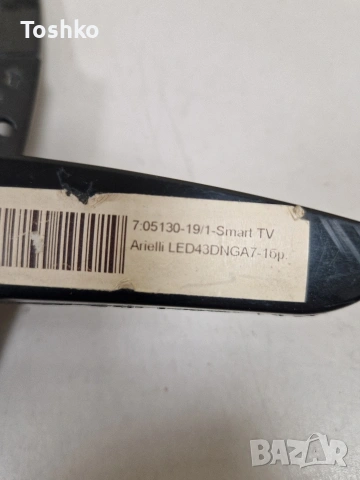 Toshko
7:05130-19/1-Smart TV
Arielli LED43DNGA7-16p.
BAZAR